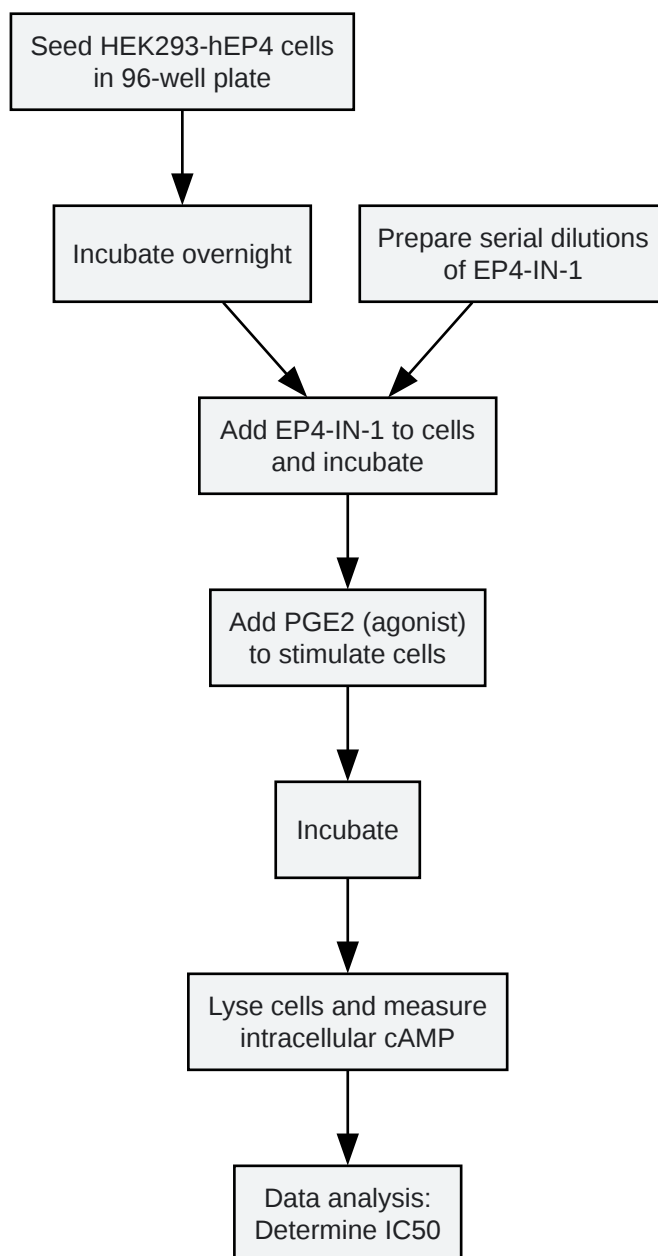 Seed HEK293-hEP4 cells
in 96-well plate
Incubate overnight
Prepare serial dilutions
of EP4-IN-1
Add EP4-IN-1 to cells
and incubate
Add PGE2 (agonist)
to stimulate cells
Incubate
Lyse cells and measure
intracellular cAMP
Data analysis:
Determine IC50